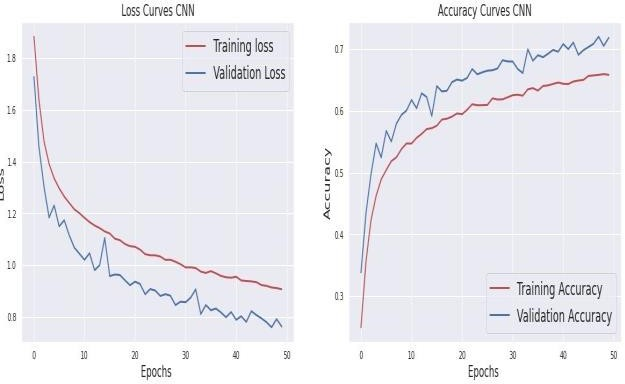 Loss Curves CNN
1.8
1.6
1.4
1.2
1.0
0.8
Loss
Training loss
Validation Loss
0 10 20 30 40 50
Epochs
Accuracy Curves CNN
0.7
0.6
0.5
0.4
0.3
Accuracy
Training Accuracy
Validation Accuracy
0 10 20 30 40 50
Epochs